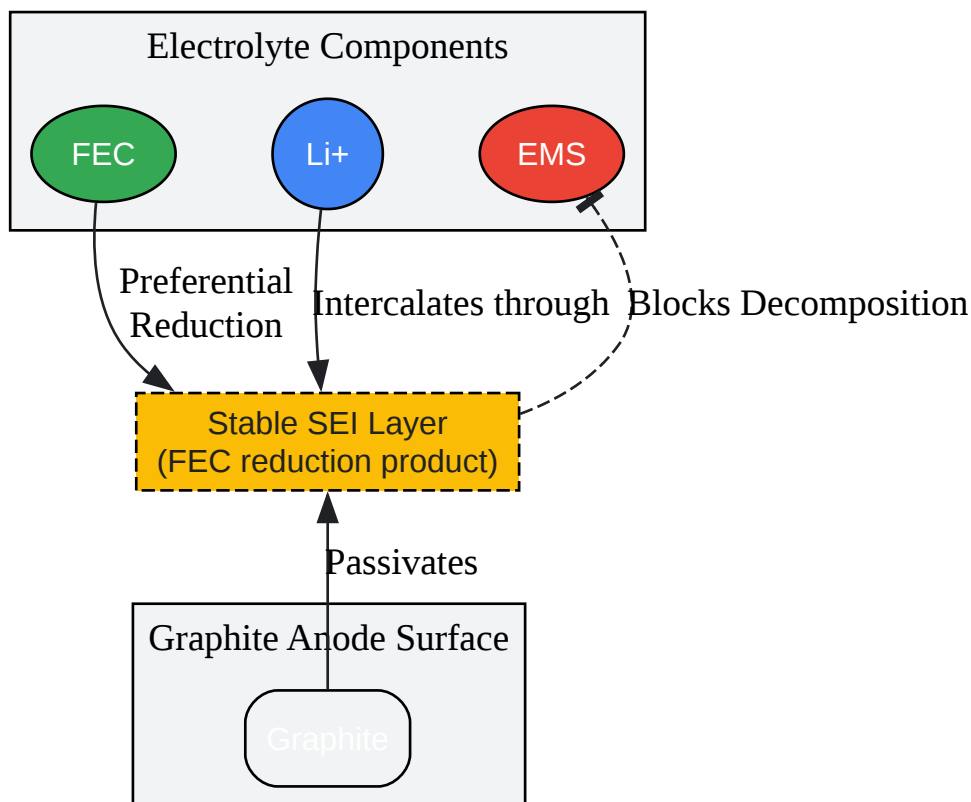 Electrolyte Components
FEC
Li+
EMS
Preferential
Reduction
Intercalates through
Blocks Decomposition
Stable SEI Layer
(FEC reduction product)
Passivates
Graphite Anode Surface
Graphite